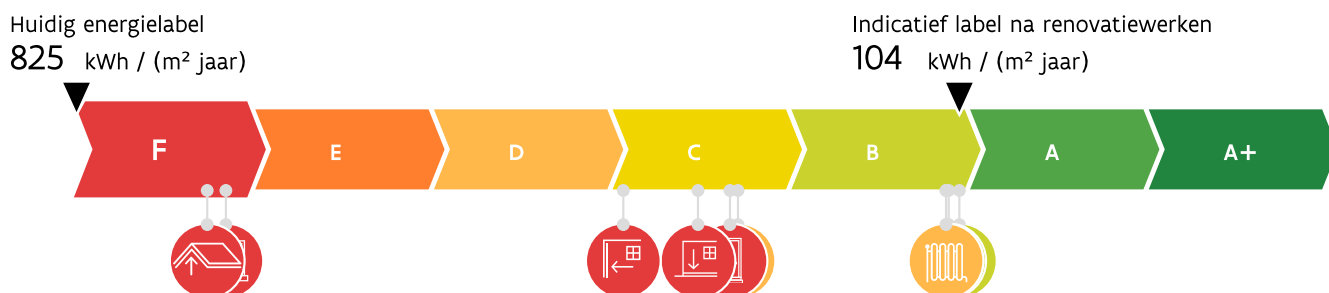 Huidig energielabel
825 kWh / (m² jaar)
Indicatief label na renovatiewerken
104 kWh / (m² jaar)
F E D C B A A+